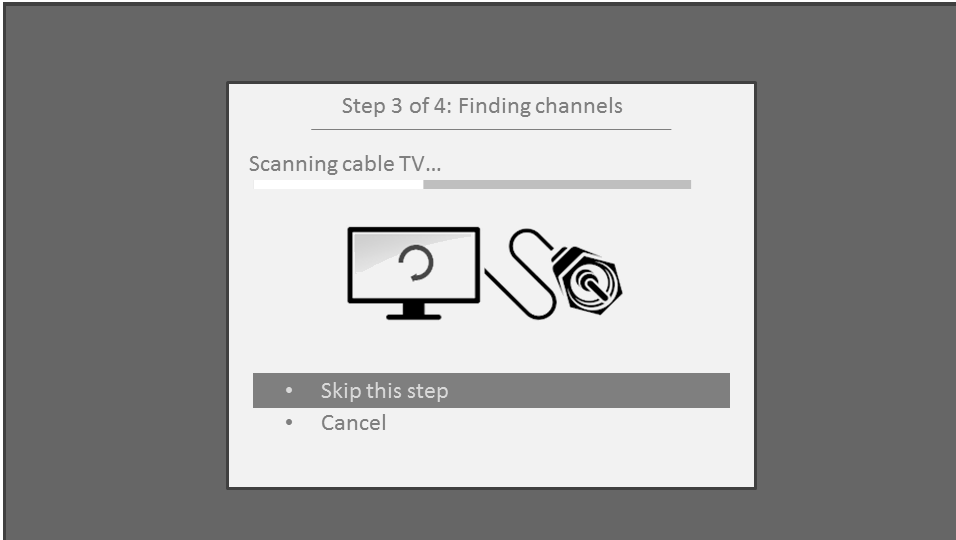 Step 3 of 4: Finding channels
Scanning cable TV...
• Skip this step
• Cancel